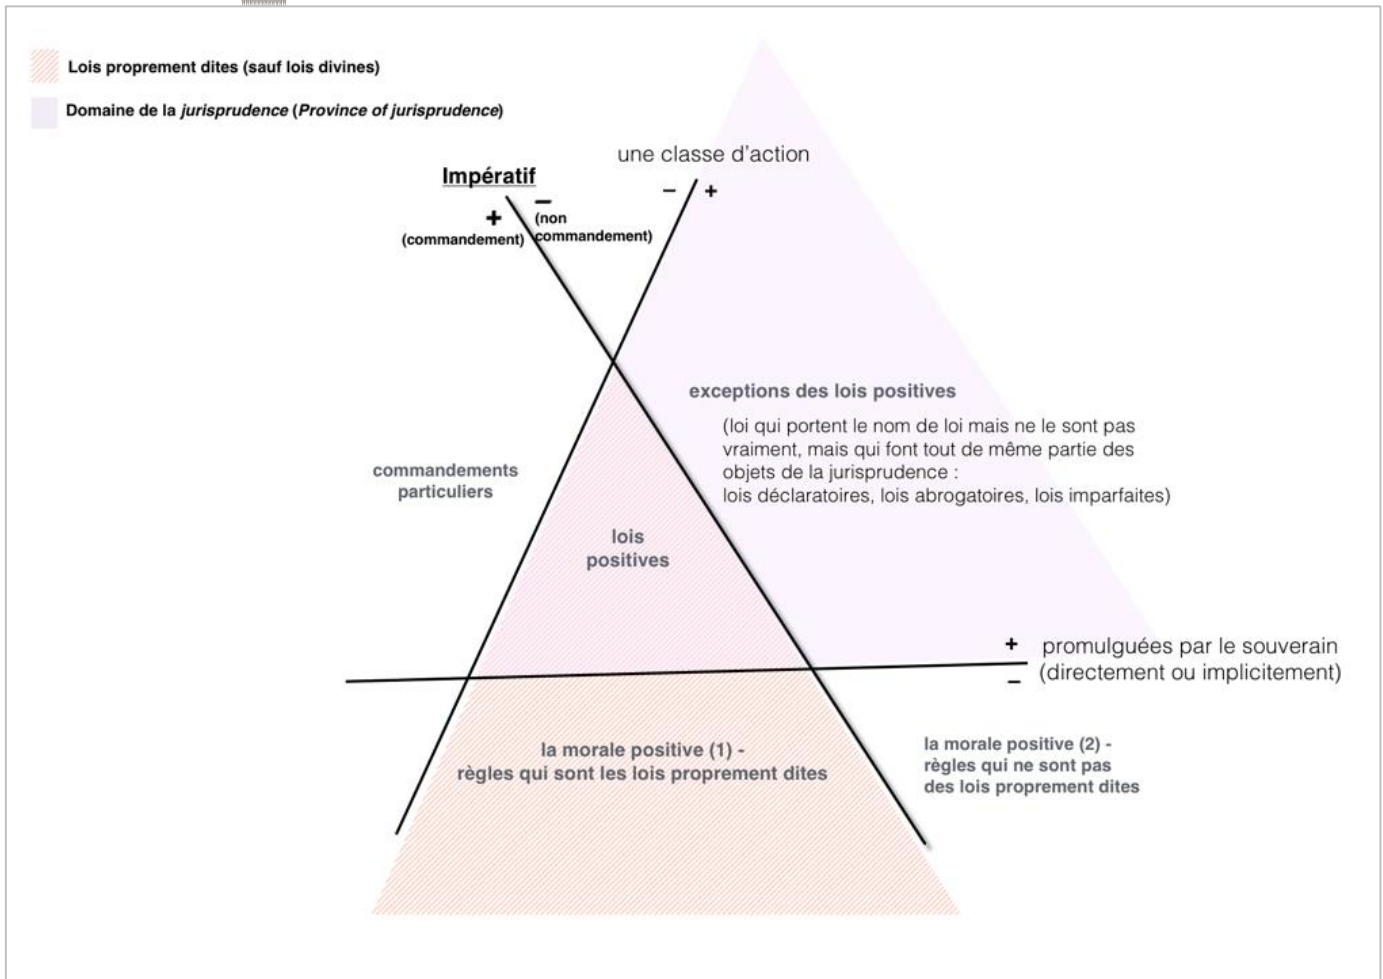 Lois proprement dites (sauf lois divines)
Domaine de la jurisprudence (Province of jurisprudence)
une classe d'action
– +
Impératif
+ –
(commandement)
(non
commandement)
exceptions des lois positives
(loi qui portent le nom de loi mais ne le sont pas
vraiment, mais qui font tout de même partie des
objets de la jurisprudence :
lois déclaratoires, lois abrogatoires, lois imparfaites)
commandements
particuliers
lois
positives
+ promulguées par le souverain
– (directement ou implicitement)
la morale positive (1) -
règles qui sont les lois proprement dites
la morale positive (2) -
règles qui ne sont pas
des lois proprement dites